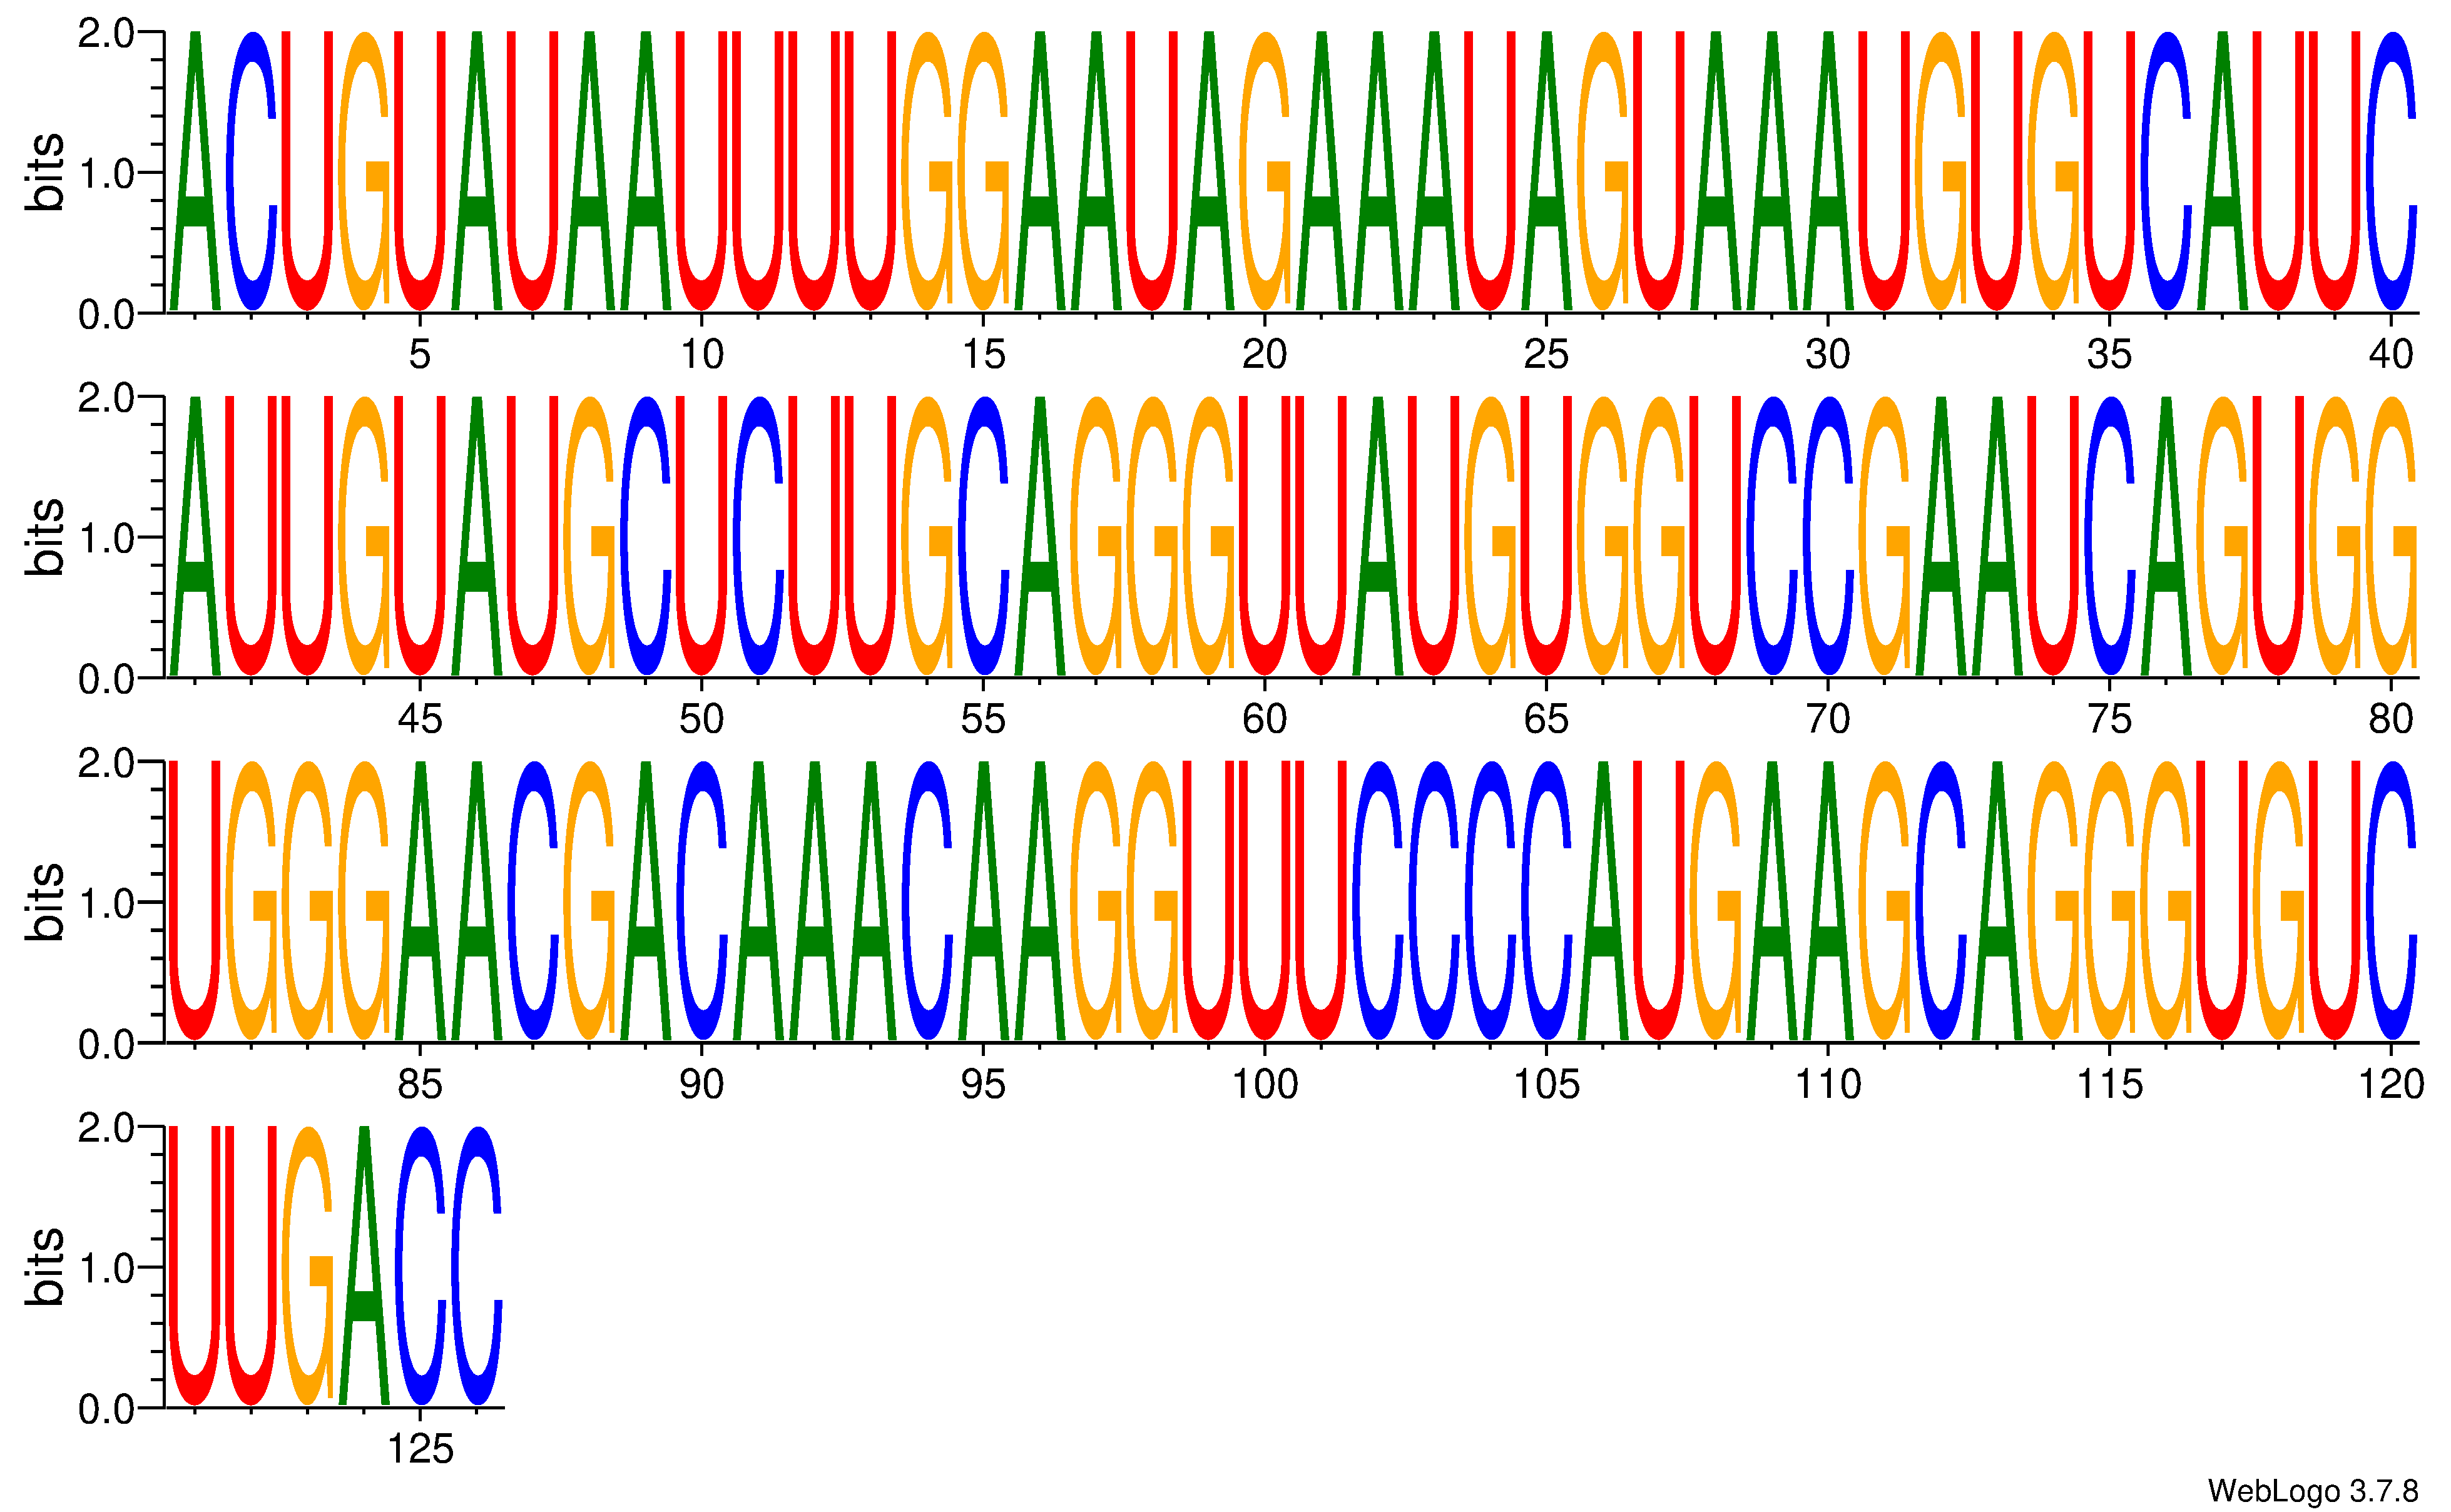 2.0
1.0
0.0
bits
ACUGUAUAAUUUUGGAAUAGAAAUAGUAAAUGUGUCAUUC
5 10 15 20 25 30 35 40
2.0
1.0
0.0
bits
AUUGUAUGCUCUUGCAGGGUUAUGUGGUCCGAAUCAGUGG
45 50 55 60 65 70 75 80
2.0
1.0
0.0
bits
UGGGAACGACAAACAAGGUUUCCCCAUGAAGCAGGGUGUC
85 90 95 100 105 110 115 120
2.0
1.0
0.0
bits
UUGACC
125
WebLogo 3.7.8